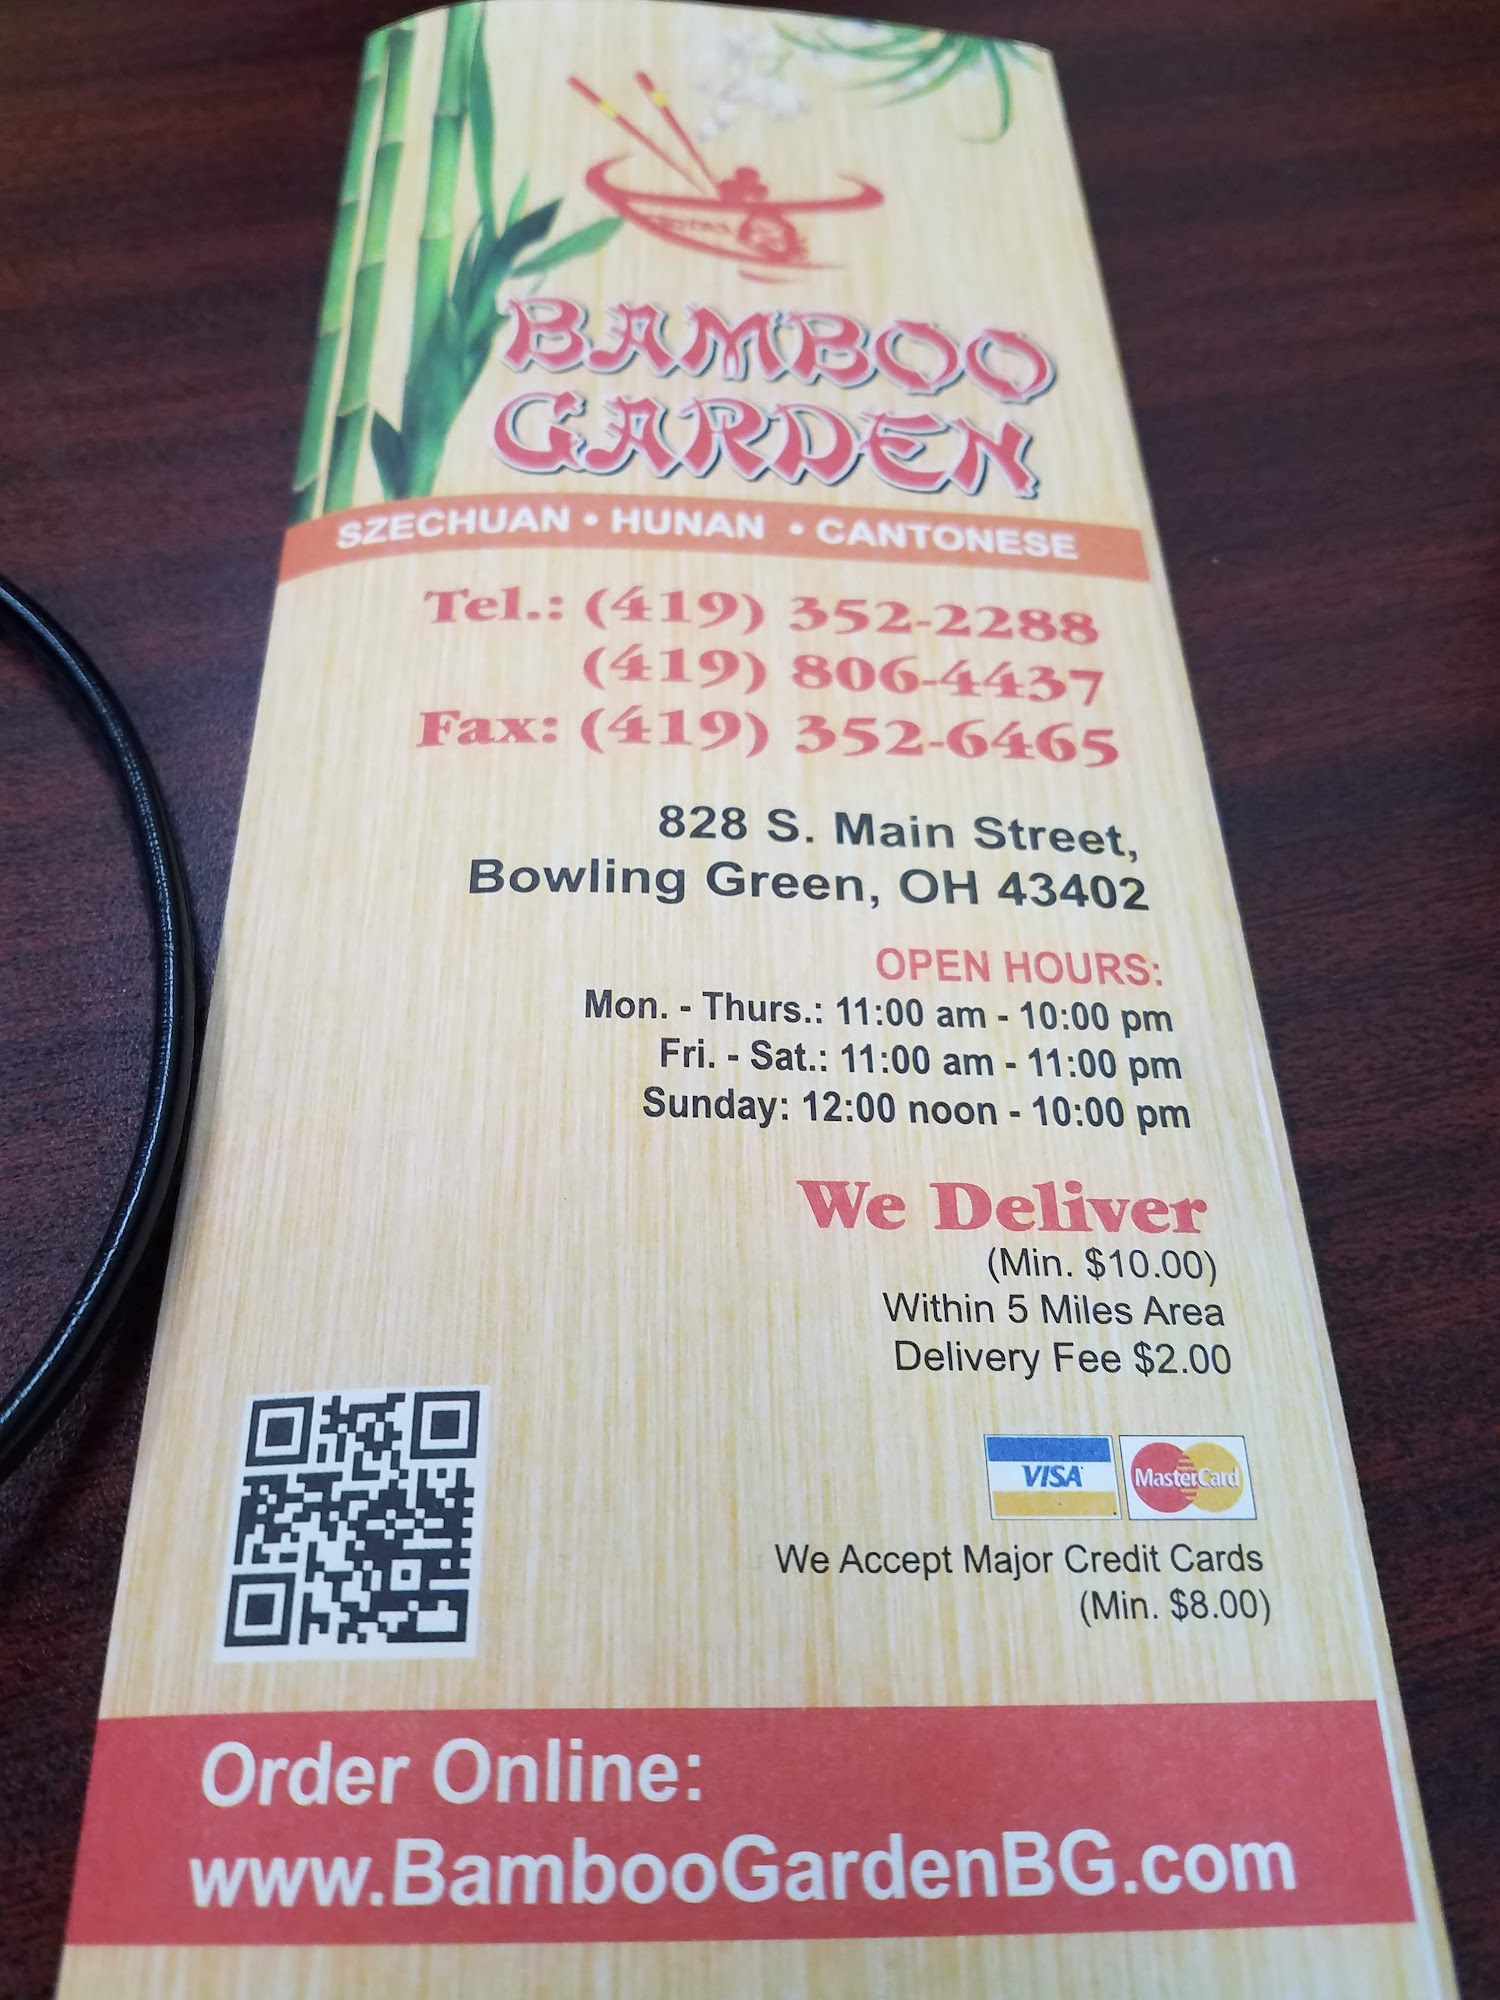 BAMBOO
GARDEN
SZECHUAN • HUNAN • CANTONESE
Tel.: (419) 352-2288
(419) 806-4437
Fax: (419) 352-6465
828 S. Main Street,
Bowling Green, OH 43402
OPEN HOURS:
Mon. - Thurs.: 11:00 am - 10:00 pm
Fri. - Sat.: 11:00 am - 11:00 pm
Sunday: 12:00 noon - 10:00 pm
We Deliver
(Min. $10.00)
Within 5 Miles Area
Delivery Fee $2.00
VISA MasterCard
We Accept Major Credit Cards
(Min. $8.00)
Order Online:
www.BambooGardenBG.com